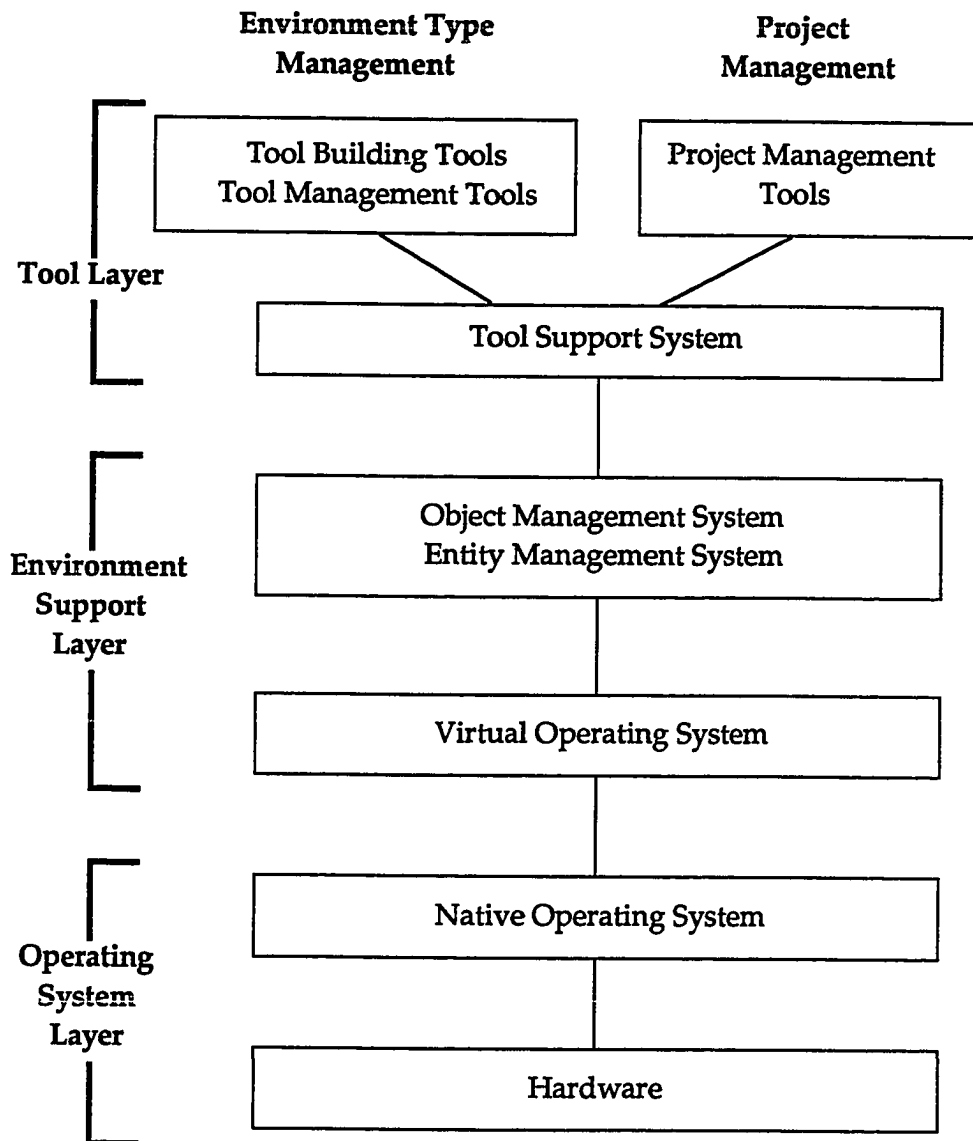 Environment Type
Management
Project
Management
Tool Building Tools
Tool Management Tools
Project Management
Tools
Tool Layer
Tool Support System
Object Management System
Entity Management System
Environment
Support
Layer
Virtual Operating System
Native Operating System
Operating
System
Layer
Hardware